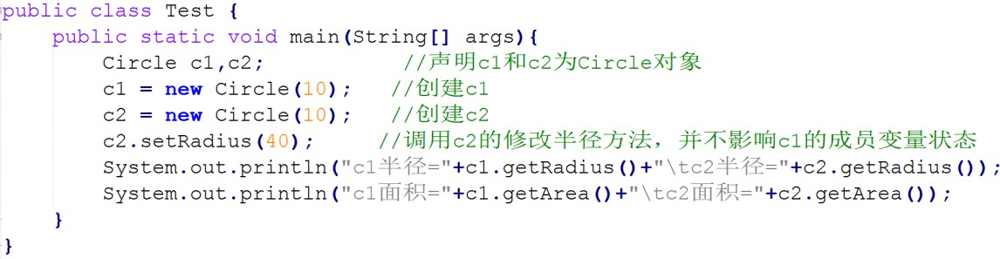 public class Test {
    public static void main(String[] args){
        Circle c1,c2;           //声明c1和c2为Circle对象
        c1 = new Circle(10);   //创建c1
        c2 = new Circle(10);   //创建c2
        c2.setRadius(40);     //调用c2的修改半径方法，并不影响c1的成员变量状态
        System.out.println("c1半径="+c1.getRadius()+"\tc2半径="+c2.getRadius());
        System.out.println("c1面积="+c1.getArea()+"\tc2面积="+c2.getArea());
    }
}